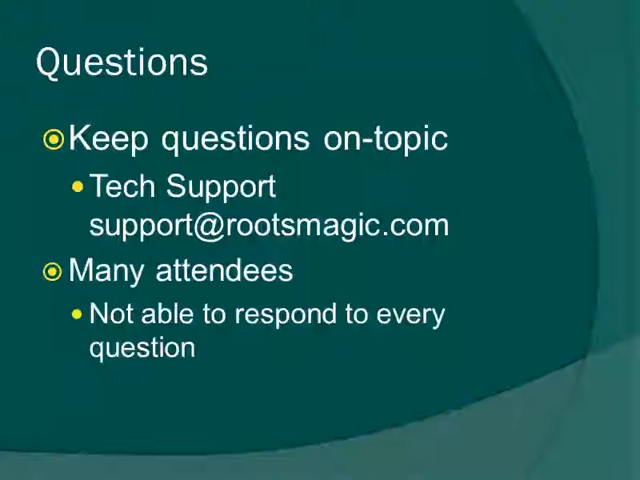 Questions
Keep questions on-topic
Tech Support
support@rootsmagic.com
Many attendees
Not able to respond to every
question